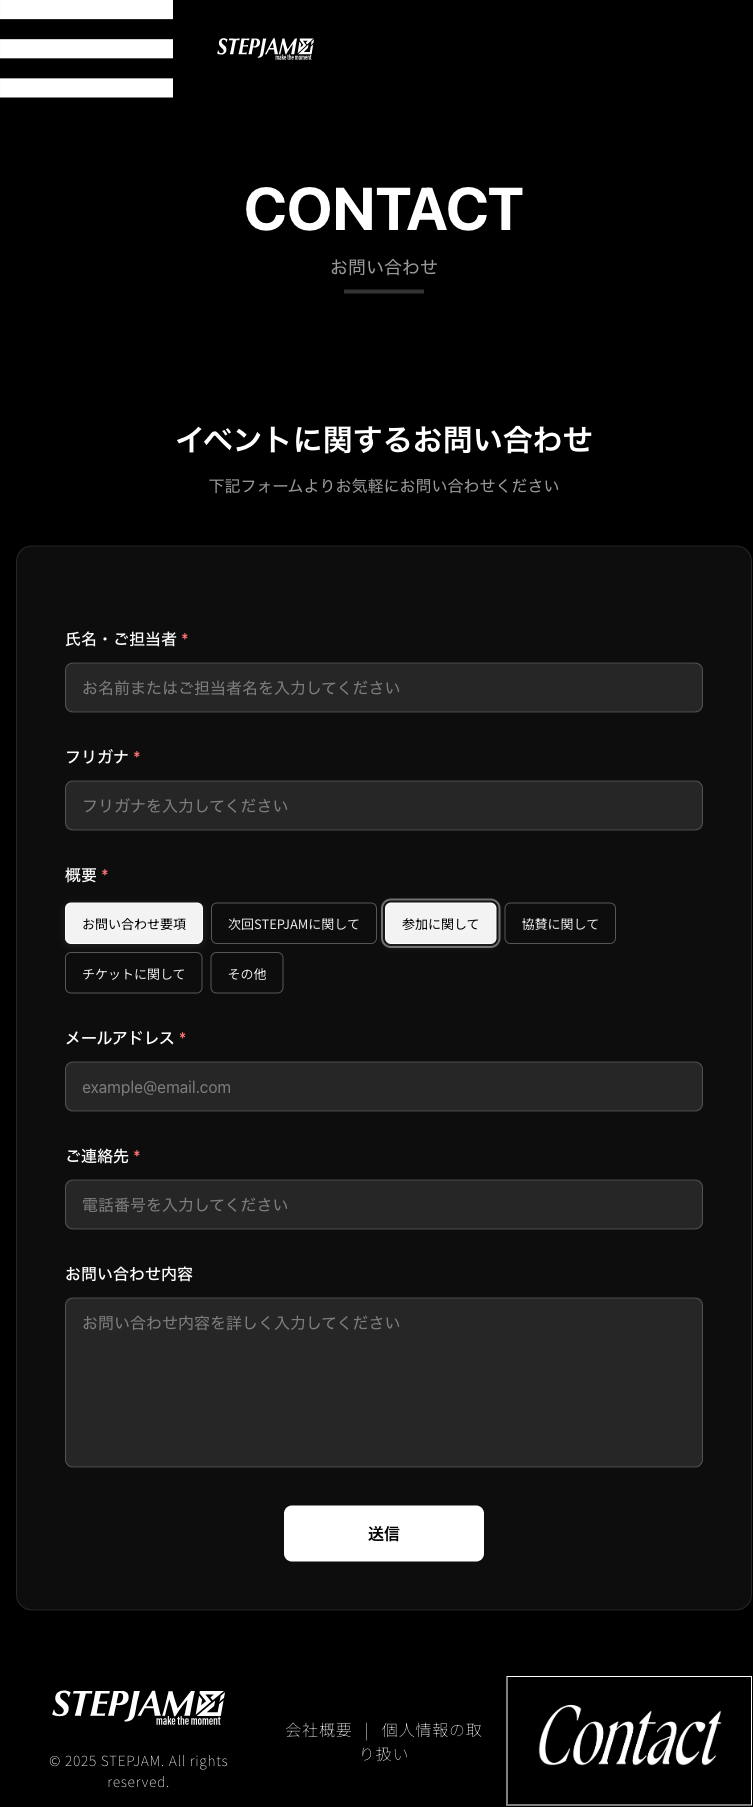 STEPJAM
make the moment
CONTACT
お問い合わせ
イベントに関するお問い合わせ
下記フォームよりお気軽にお問い合わせください
氏名・ご担当者 *
お名前またはご担当者名を入力してください
フリガナ *
フリガナを入力してください
概要 *
お問い合わせ要項 次回STEPJAMに関して 参加に関して 協賛に関して
チケットに関して その他
メールアドレス *
example@email.com
ご連絡先 *
電話番号を入力してください
お問い合わせ内容
お問い合わせ内容を詳しく入力してください
送信
STEPJAM
make the moment
© 2025 STEPJAM. All rights
reserved.
会社概要 | 個人情報の取
り扱い
Contact